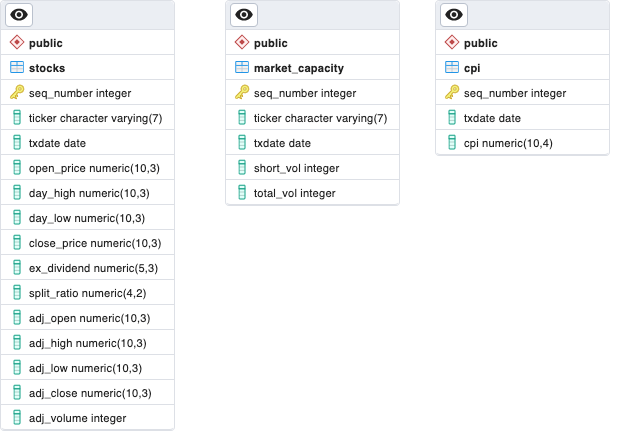 public
stocks
seq_number integer
ticker character varying(7)
txdate date
open_price numeric(10,3)
day_high numeric(10,3)
day_low numeric(10,3)
close_price numeric(10,3)
ex_dividend numeric(5,3)
split_ratio numeric(4,2)
adj_open numeric(10,3)
adj_high numeric(10,3)
adj_low numeric(10,3)
adj_close numeric(10,3)
adj_volume integer
public
market_capacity
seq_number integer
ticker character varying(7)
txdate date
short_vol integer
total_vol integer
public
cpi
seq_number integer
txdate date
cpi numeric(10,4)